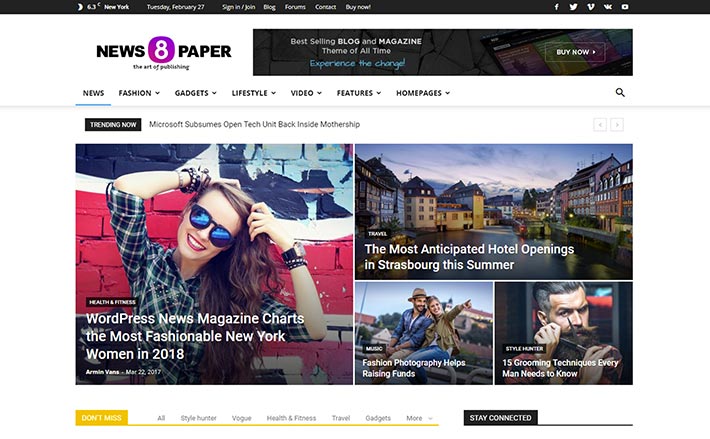 6.3 C New York Tuesday, February 27 Sign in / Join Blog Forums Contact Buy now!
NEWS 8 PAPER
the art of publishing
Best Selling BLOG and MAGAZINE
Theme of All Time
Experience the change!
BUY NOW
NEWS FASHION GADGETS LIFESTYLE VIDEO FEATURES HOMEPAGES
TRENDING NOW Microsoft Subsumes Open Tech Unit Back Inside Mothership
HEALTH & FITNESS
WordPress News Magazine Charts
the Most Fashionable New York
Women in 2018
Armin Vans - Mar 22, 2017
TRAVEL
The Most Anticipated Hotel Openings
in Strasbourg this Summer
MUSIC
Fashion Photography Helps
Raising Funds
STYLE HUNTER
15 Grooming Techniques Every
Man Needs to Know
DON'T MISS All Style hunter Vogue Health & Fitness Travel Gadgets More
STAY CONNECTED